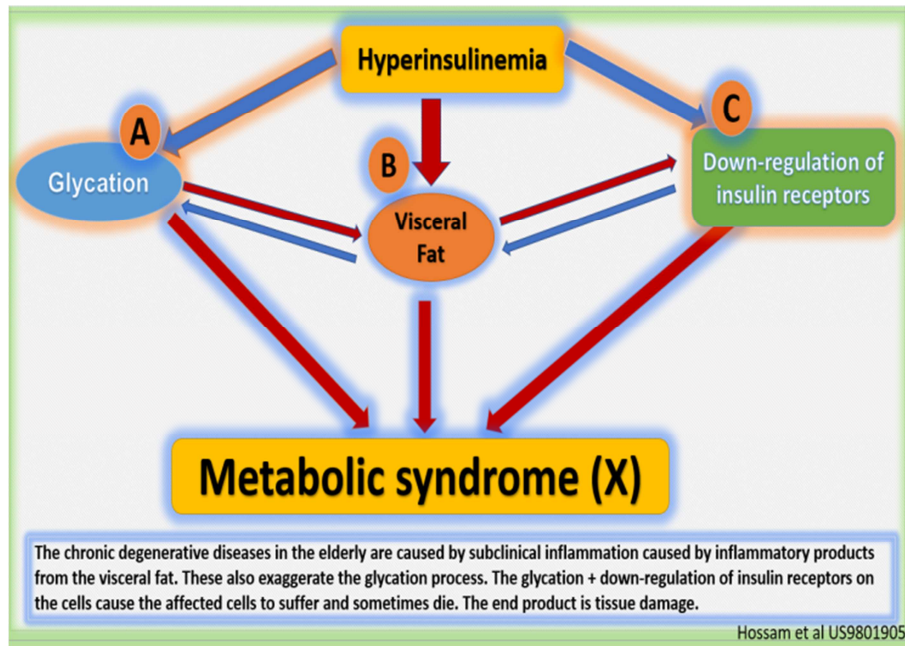 Hyperinsulinemia
A
C
Glycation
B
Down-regulation of
insulin receptors
Visceral
Fat
Metabolic syndrome (X)
The chronic degenerative diseases in the elderly are caused by subclinical inflammation caused by inflammatory products
from the visceral fat. These also exaggerate the glycation process. The glycation + down-regulation of insulin receptors on
the cells cause the affected cells to suffer and sometimes die. The end product is tissue damage.
Hossam et al US9801905